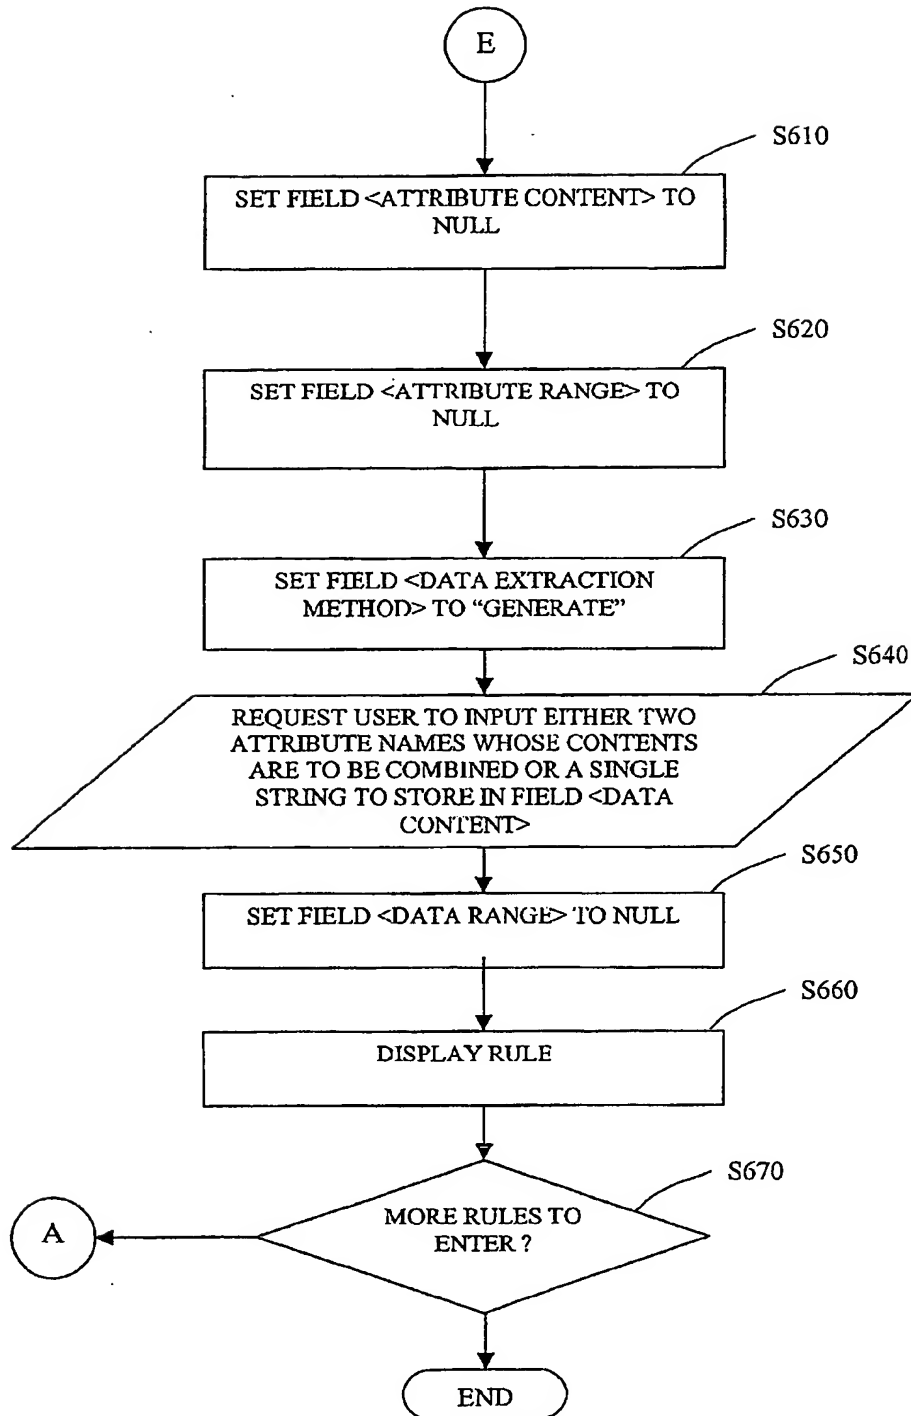 E
S610
SET FIELD <ATTRIBUTE CONTENT> TO
NULL
S620
SET FIELD <ATTRIBUTE RANGE> TO
NULL
S630
SET FIELD <DATA EXTRACTION
METHOD> TO “GENERATE”
S640
REQUEST USER TO INPUT EITHER TWO
ATTRIBUTE NAMES WHOSE CONTENTS
ARE TO BE COMBINED OR A SINGLE
STRING TO STORE IN FIELD <DATA
CONTENT>
S650
SET FIELD <DATA RANGE> TO NULL
S660
DISPLAY RULE
S670
MORE RULES TO
ENTER ?
A
END